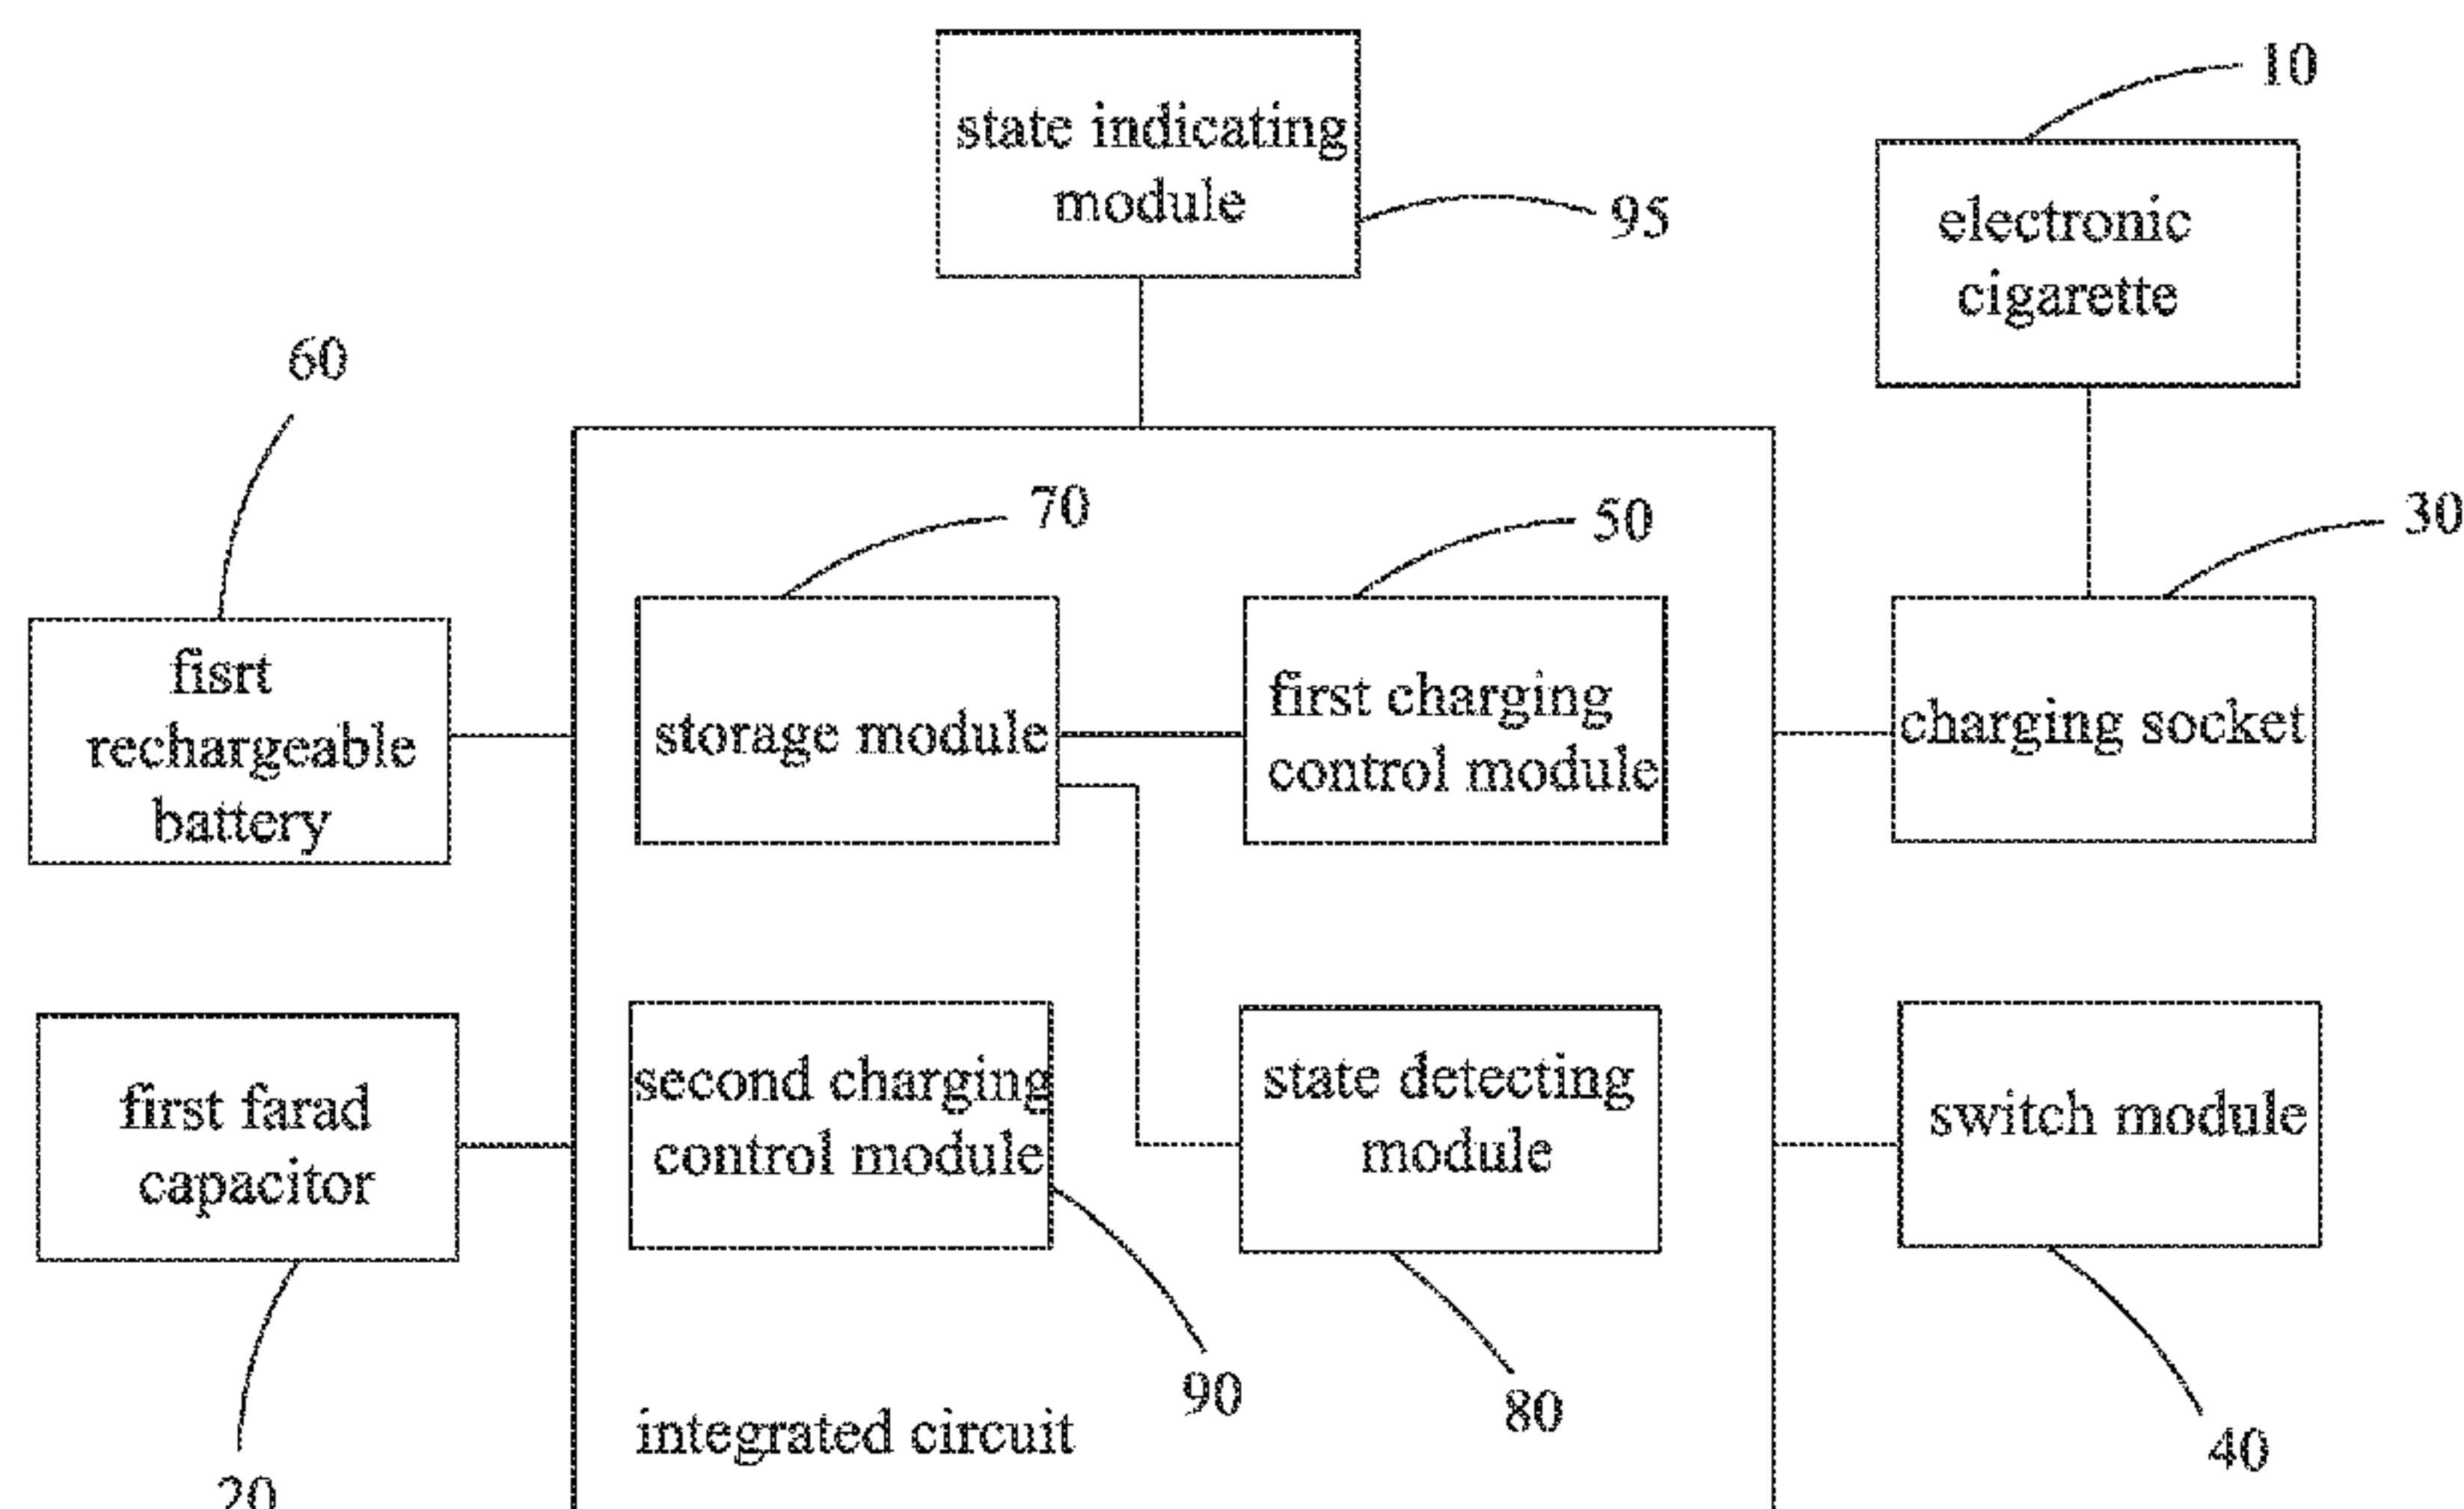 state indicating
module
95
10
electronic
cigarette
60
70
50
30
fisrt
rechargeable
battery
storage module
first charging
control module
charging socket
first farad
capacitor
second charging
control module
state detecting
module
switch module
90
80
40
20
integrated circuit